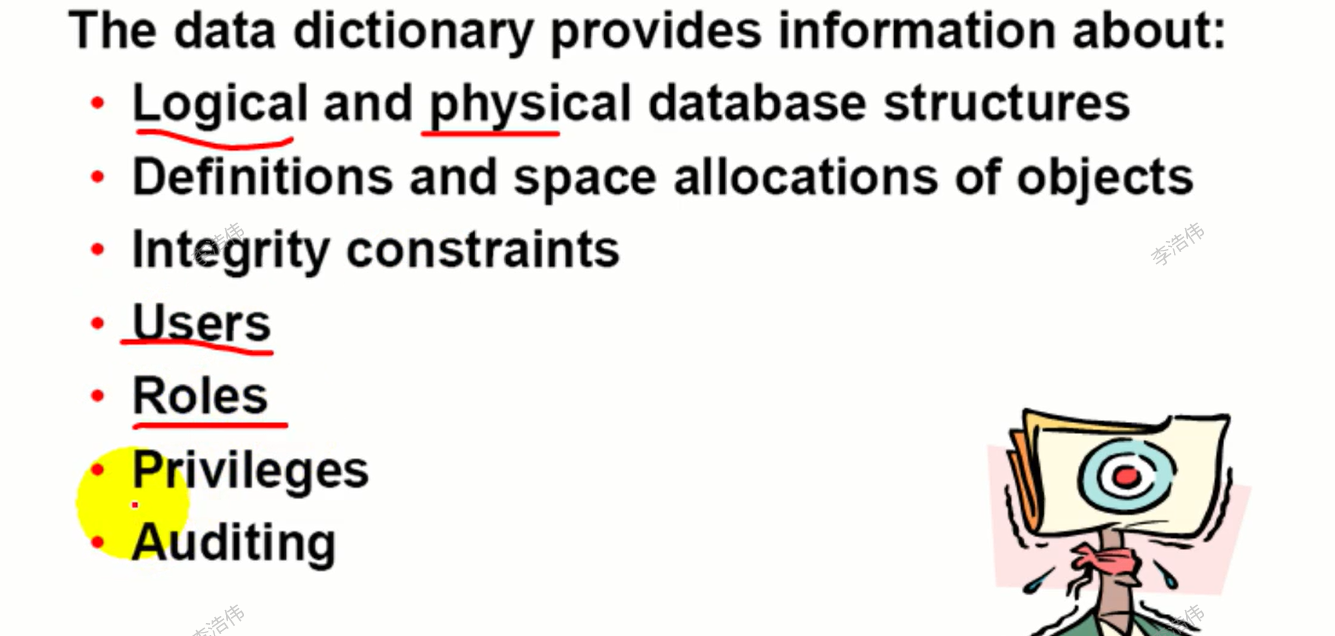 The data dictionary provides information about:
• Logical and physical database structures
• Definitions and space allocations of objects
• Integrity constraints
李浩伟
李浩伟
• Users
• Roles
• Privileges
• Auditing
李浩伟
李浩伟